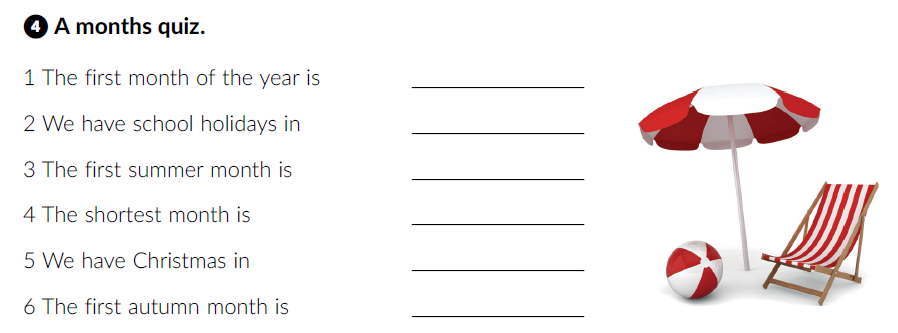 4 A months quiz.
1 The first month of the year is
2 We have school holidays in
3 The first summer month is
4 The shortest month is
5 We have Christmas in
6 The first autumn month is